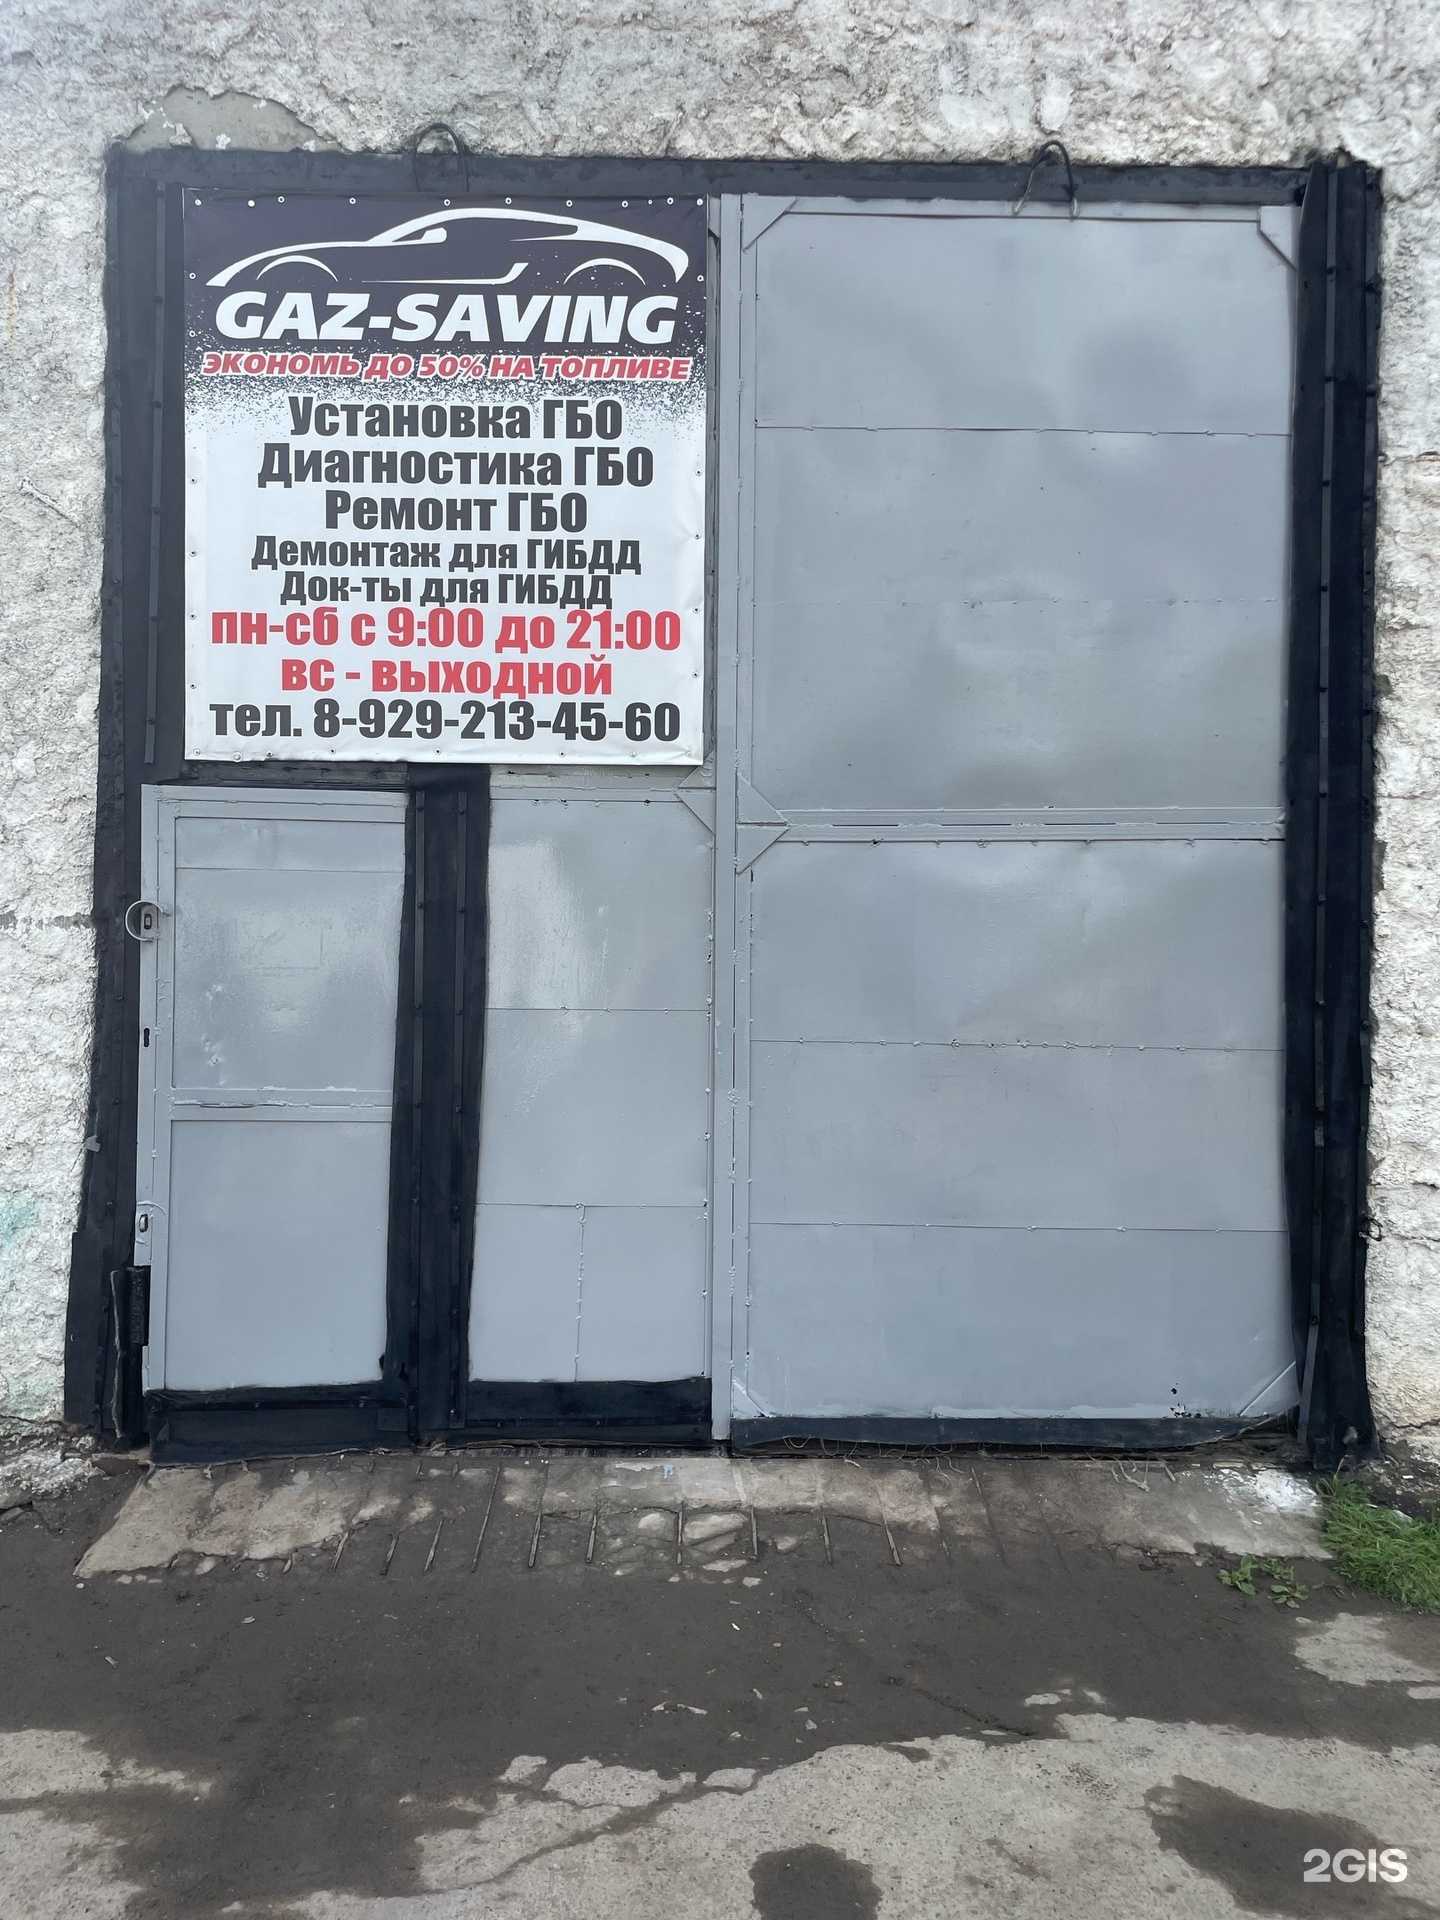 GAZ-SAVING
ЭКОНОМЬ ДО 50% НА ТОПЛИВЕ
Установка ГБО
Диагностика ГБО
Ремонт ГБО
Демонтаж для ГИБДД
Док-ты для ГИБДД
пн-сб с 9:00 до 21:00
вс - выходной
тел. 8-929-213-45-60
2GIS